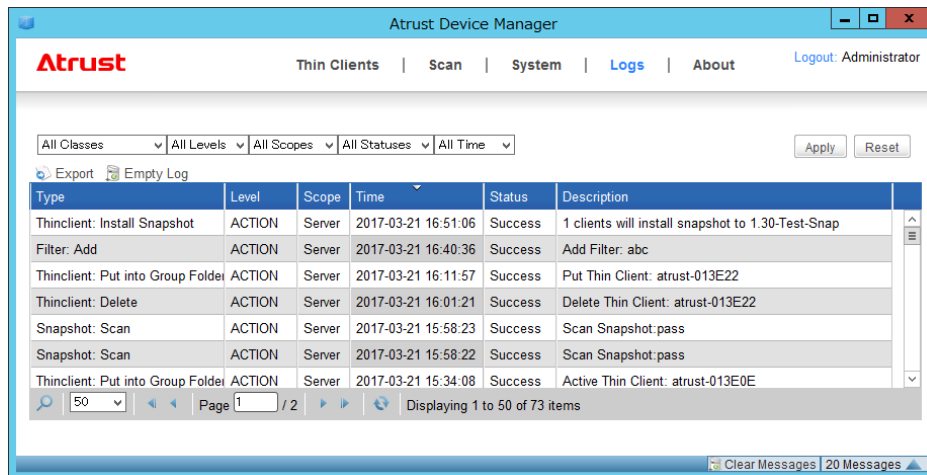 Atrust Device Manager
Atrust Thin Clients | Scan | System | Logs | About Logout: Administrator
All Classes All Levels All Scopes All Statuses All Time Apply Reset
Export Empty Log
Type Level Scope Time Status Description
Thinclient: Install Snapshot ACTION Server 2017-03-21 16:51:06 Success 1 clients will install snapshot to 1.30-Test-Snap
Filter: Add ACTION Server 2017-03-21 16:40:36 Success Add Filter: abc
Thinclient: Put into Group Folder ACTION Server 2017-03-21 16:11:57 Success Put Thin Client: atrust-013E22
Thinclient: Delete ACTION Server 2017-03-21 16:01:21 Success Delete Thin Client: atrust-013E22
Snapshot: Scan ACTION Server 2017-03-21 15:58:23 Success Scan Snapshot:pass
Snapshot: Scan ACTION Server 2017-03-21 15:58:22 Success Scan Snapshot:pass
Thinclient: Put into Group Folder ACTION Server 2017-03-21 15:34:08 Success Active Thin Client: atrust-013E0E
50 Page 1 / 2 Displaying 1 to 50 of 73 items
Clear Messages 20 Messages